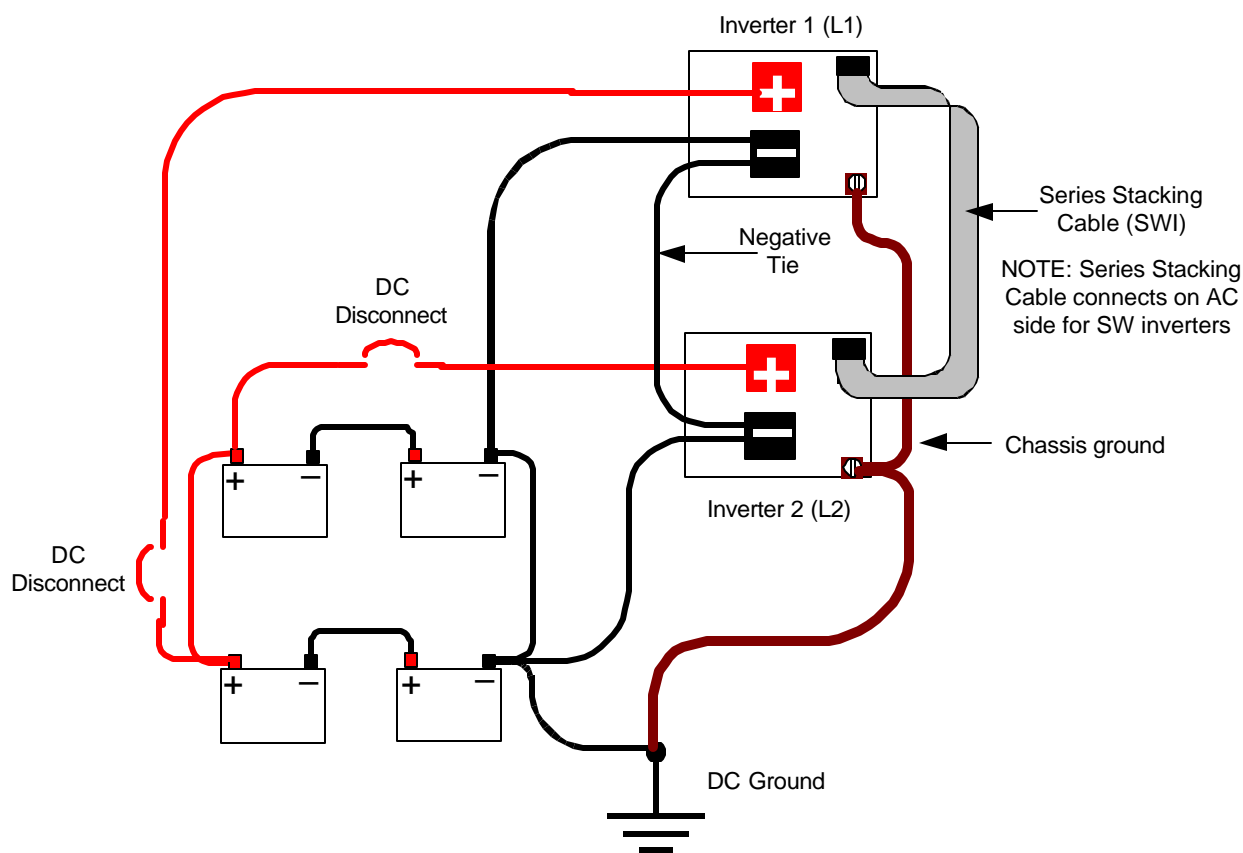 Inverter 1 (L1)
Series Stacking
Cable (SWI)
NOTE: Series Stacking
Cable connects on AC
side for SW inverters
Negative
Tie
DC
Disconnect
Chassis ground
+ −
+ −
Inverter 2 (L2)
DC
Disconnect
+ −
+ −
DC Ground